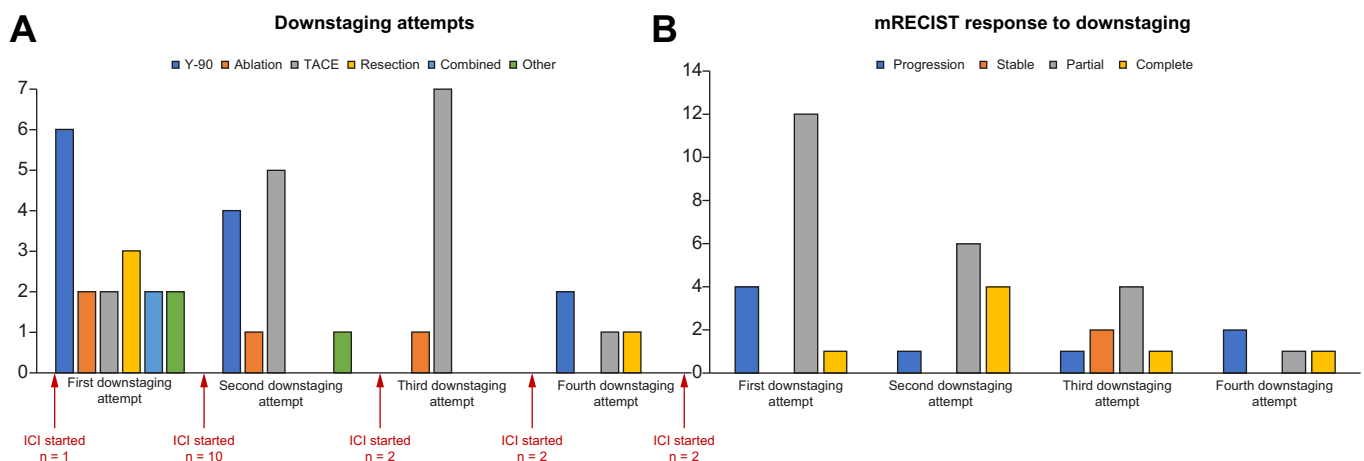 A
Downstaging attempts
Y-90 Ablation TACE Resection Combined Other
7
6
5
4
3
2
1
0
First downstaging
attempt
Second downstaging
attempt
Third downstaging
attempt
Fourth downstaging
attempt
ICI started
n = 1
ICI started
n = 10
ICI started
n = 2
ICI started
n = 2
ICI started
n = 2
B
mRECIST response to downstaging
Progression Stable Partial Complete
14
12
10
8
6
4
2
0
First downstaging
attempt
Second downstaging
attempt
Third downstaging
attempt
Fourth downstaging
attempt